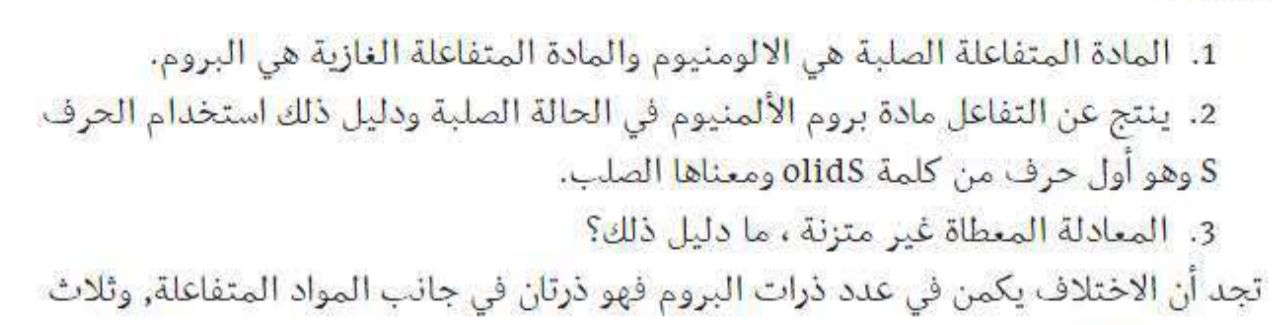 1. المادة المتفاعلة الصلبة هي الالومنيوم والمادة المتفاعلة الغازية هي البروم.
2. ينتج عن التفاعل مادة بروم الألمنيوم في الحالة الصلبة ودليل ذلك استخدام الحرف
S وهو أول حرف من كلمة olidS ومعناها الصلب.
3. المعادلة المعطاة غير متزنة ، ما دليل ذلك؟
تجد أن الاختلاف يكمن في عدد ذرات البروم فهو ذرتان في جانب المواد المتفاعلة, وثلاث